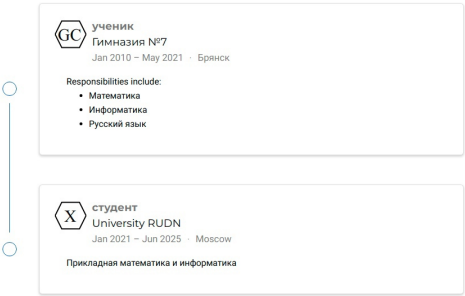 GC
ученик
Гимназия №7
Jan 2010 – May 2021 · Брянск
Responsibilities include:
• Математика
• Информатика
• Русский язык
X
студент
University RUDN
Jan 2021 – Jun 2025 · Moscow
Прикладная математика и информатика